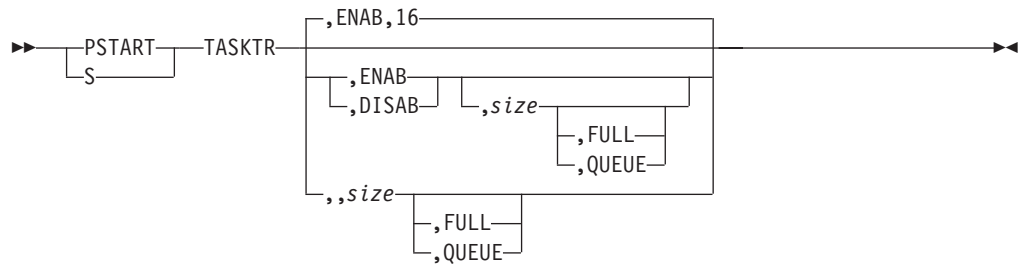 ,ENAB,16
PSTART TASKTR
S
,ENAB
,DISAB ,size
,FULL
,QUEUE
,,size
,FULL
,QUEUE